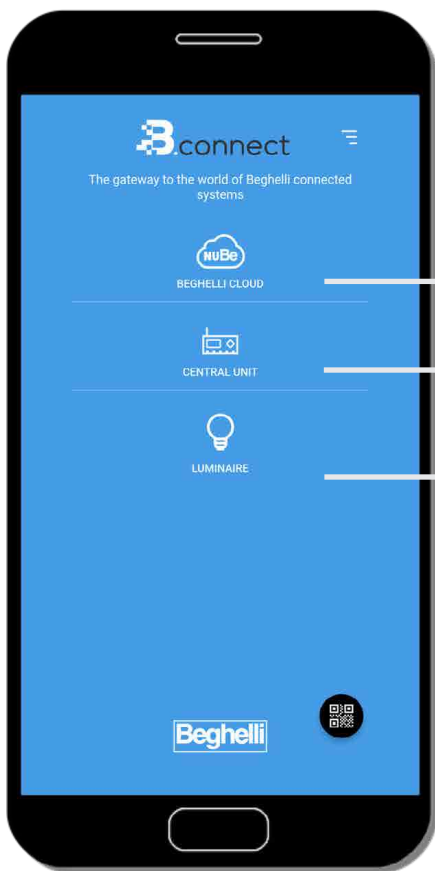 B.connect
The gateway to the world of Beghelli connected
systems
NUBe
BEGHELLI CLOUD
CENTRAL UNIT
LUMINAIRE
Beghelli